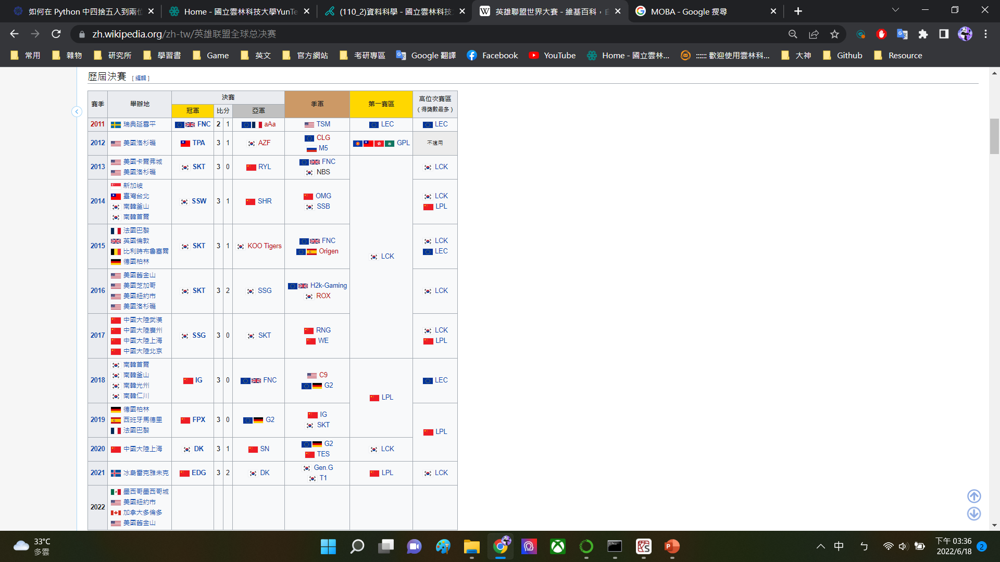 如何在 Python 中四捨五入到兩位
Home - 國立雲林科技大學YunTe
(110_2)資料科學 - 國立雲林科技
英雄聯盟世界大賽 - 維基百科，自
MOBA - Google 搜尋
zh.wikipedia.org/zh-tw/英雄联盟全球总决赛
常用 雜物 研究所 學習書 Game 英文 官方網站 考研專區 Google 翻譯 Facebook YouTube Home - 國立雲林... :::::: 歡迎使用雲林科... 大神 Github Resource
歷屆決賽 [編輯]
賽季 舉辦地 決賽 季軍 第一賽區 高位次賽區
（得獎數最多）
冠軍 比分 亞軍
2011 瑞典延雪平 FNC 2 1 aAa TSM LEC LEC
2012 美國洛杉磯 TPA 3 1 AZF CLG
M5 GPL 不適用
2013 美國卡爾弗城
美國洛杉磯 SKT 3 0 RYL FNC
NBS LCK LCK
2014 新加坡
臺灣台北
南韓釜山
南韓首爾 SSW 3 1 SHR OMG
SSB LCK
LPL
2015 法國巴黎
英國倫敦
比利時布魯塞爾
德國柏林 SKT 3 1 KOO Tigers FNC
Origen LCK
LEC
2016 美國舊金山
美國芝加哥
美國紐約市
美國洛杉磯 SKT 3 2 SSG H2k-Gaming
ROX LCK
2017 中國大陸武漢
中國大陸廣州
中國大陸上海
中國大陸北京 SSG 3 0 SKT RNG
WE LCK
LPL
2018 南韓首爾
南韓釜山
南韓光州
南韓仁川 IG 3 0 FNC C9
G2 LPL LEC
2019 德國柏林
西班牙馬德里
法國巴黎 FPX 3 0 G2 IG
SKT LPL
2020 中國大陸上海 DK 3 1 SN G2
TES LCK
2021 冰島雷克雅未克 EDG 3 2 DK Gen.G
T1 LPL LCK
2022 墨西哥墨西哥城
美國紐約市
加拿大多倫多
美國舊金山
33°C
多雲
中 ㄅ
下午 03:36
2022/6/18
2